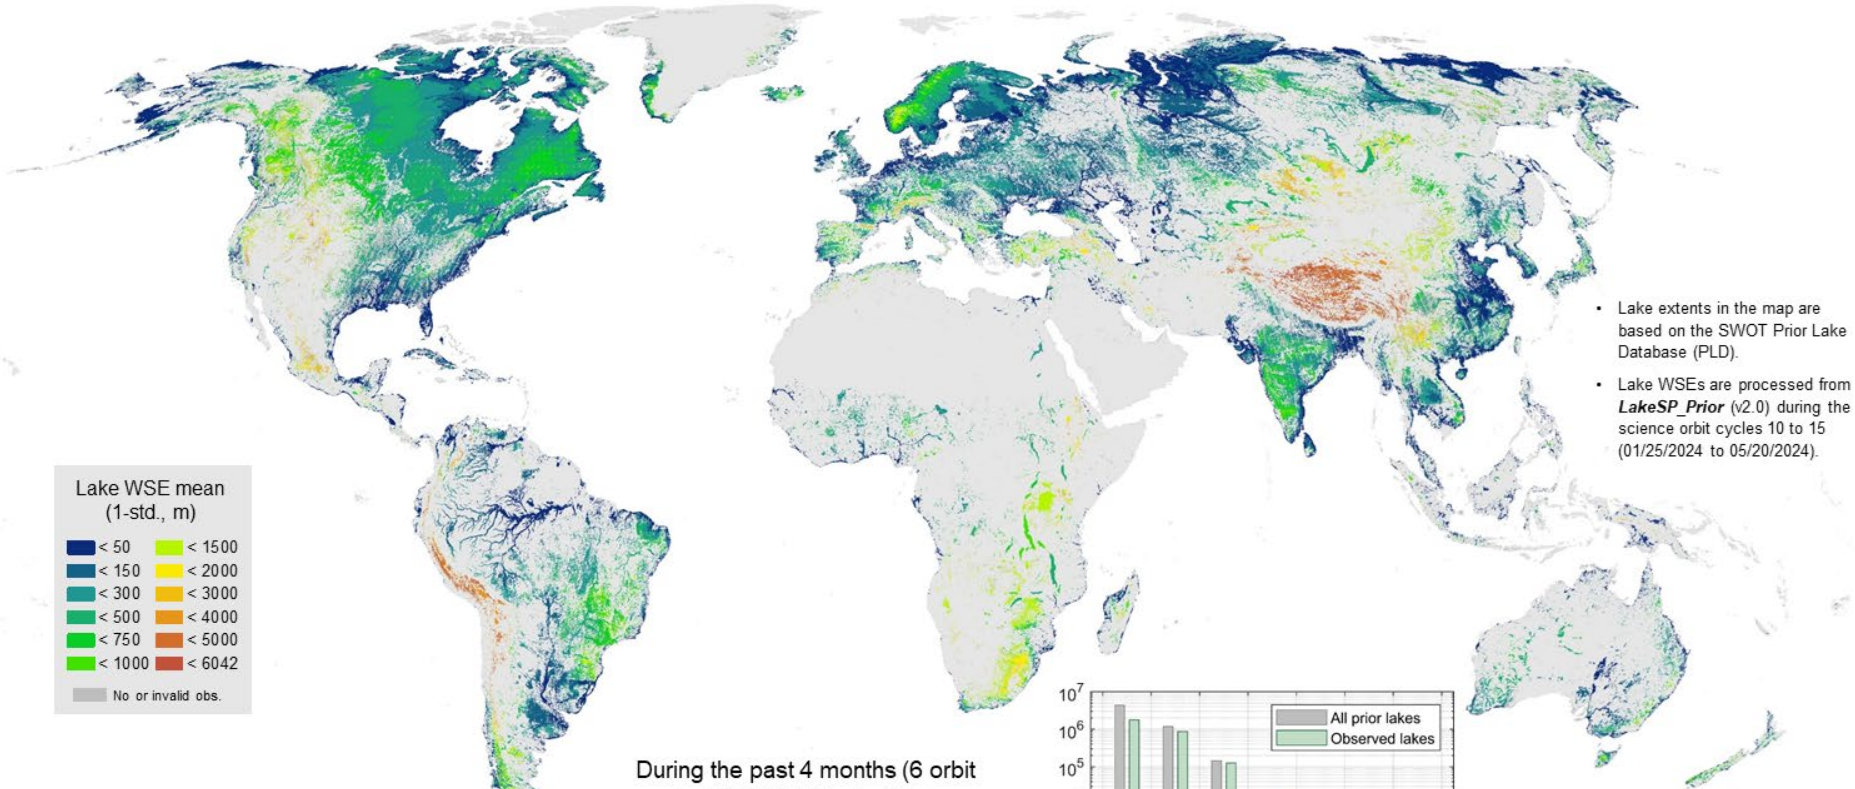 • Lake extents in the map are
based on the SWOT Prior Lake
Database (PLD).
• Lake WSEs are processed from
LakeSP_Prior (v2.0) during the
science orbit cycles 10 to 15
(01/25/2024 to 05/20/2024).
Lake WSE mean
(1-std., m)
< 50 < 1500
< 150 < 2000
< 300 < 3000
< 500 < 4000
< 750 < 5000
< 1000 < 6042
No or invalid obs.
During the past 4 months (6 orbit
10⁷
10⁶
10⁵
All prior lakes
Observed lakes